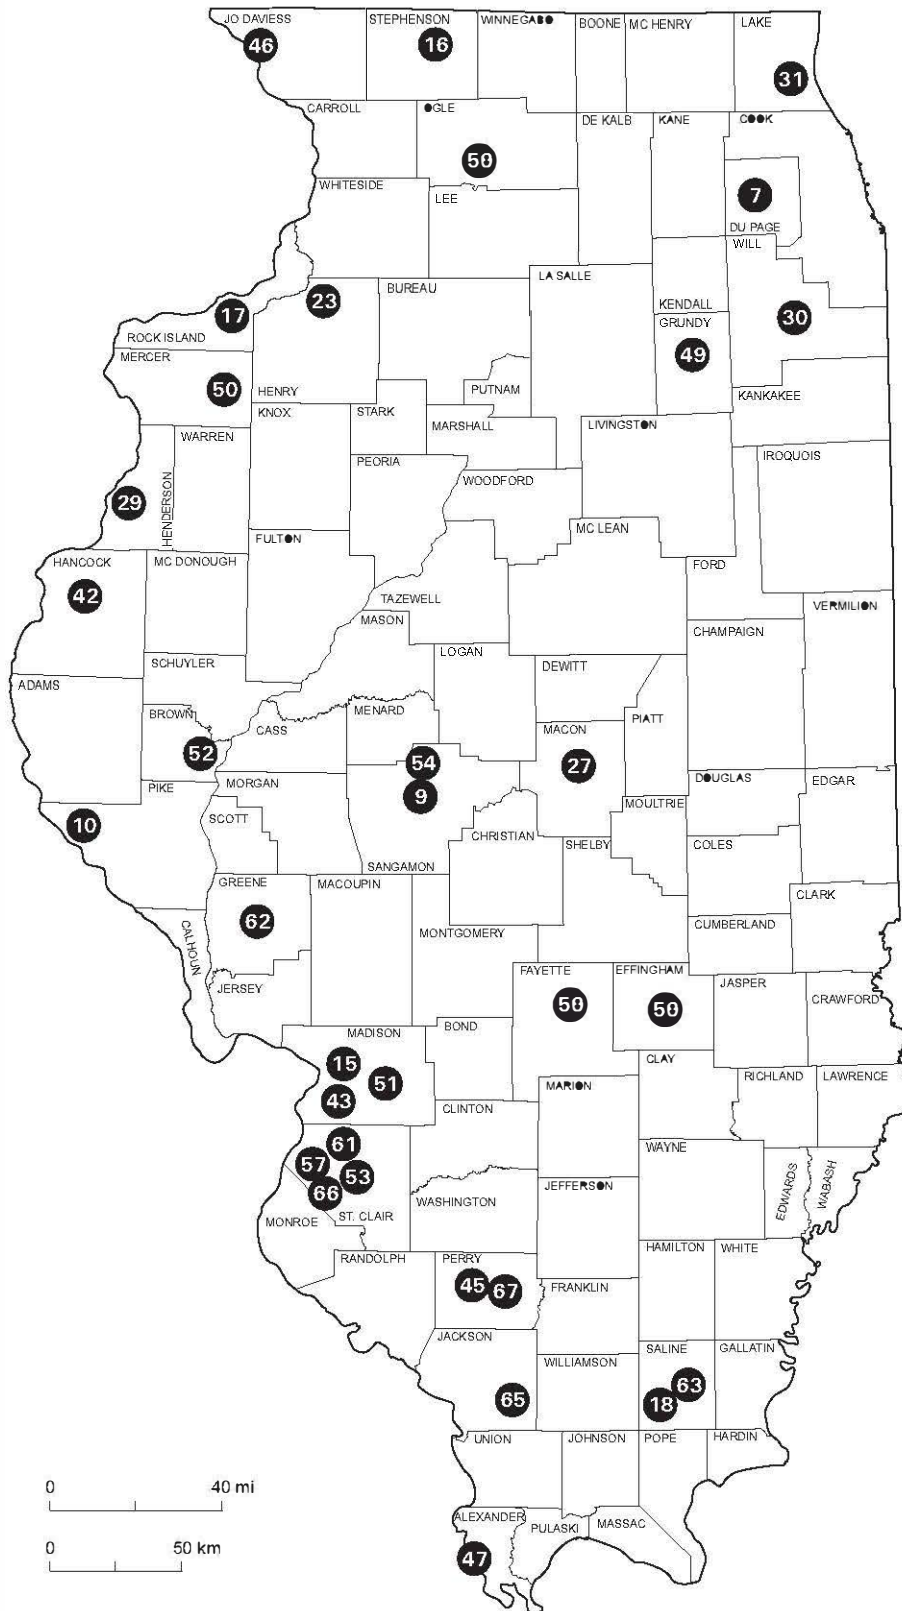 JO DAVIESS STEPHENSON WINNEGABO BOONE MC HENRY LAKE
46 16 31
CARROLL OGLE DE KALB KANE COOK
50
WHITESIDE LEE 7
DU PAGE
WILL
LA SALLE
BUREAU
23 KENDALL 30
17 GRUNDY
ROCK ISLAND 49
MERCER
50 HENRY PUTNAM KANKAKEE
KNOX STARK MARSHALL LIVINGSTON
WARREN
PEORIA IROQUOIS
WOODFORD
29 HENDERSON
FULTON MC LEAN
HANCOCK MC DONOUGH FORD
42 TAZEWELL VERMILION
MASON
CHAMPAIGN
LOGAN
SCHUYLER DEWITT
ADAMS
BROWN MENARD PIATT
CASS MACON
52 54 27
MORGAN DOUGLAS EDGAR
PIKE 9
SCOTT MOULTRIE
10 CHRISTIAN SHELBY COLES
SANGAMON
GREENE MACOUPIN CLARK
62 CUMBERLAND
CALHOUN MONTGOMERY
FAYETTE EFFINGHAM
JERSEY JASPER CRAWFORD
50 50
MADISON BOND
15 CLAY
51 MARION RICHLAND LAWRENCE
43 CLINTON
61 WAYNE
57 53 EDWARDS WABASH
66 WASHINGTON JEFFERSON
MONROE ST. CLAIR
RANDOLPH PERRY HAMILTON WHITE
45 67 FRANKLIN
JACKSON SALINE GALLATIN
WILLIAMSON
65 18 63
UNION JOHNSON POPE HARDIN
0 40 mi
ALEXANDER PULASKI MASSAC
0 50 km
47